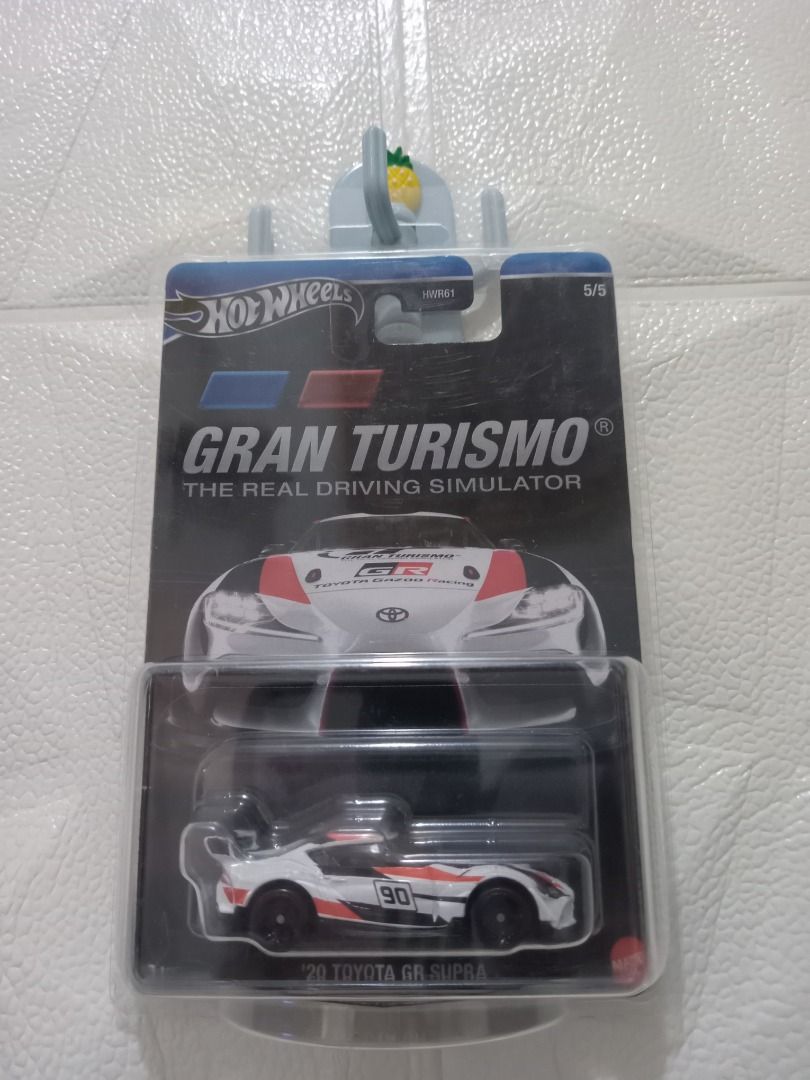 HOT WHEELS
HWR61
5/5
GRAN TURISMO®
THE REAL DRIVING SIMULATOR
GRAN TURISMO
GR
TOYOTA GAZOO Racing
90
'20 TOYOTA GR SUPRA